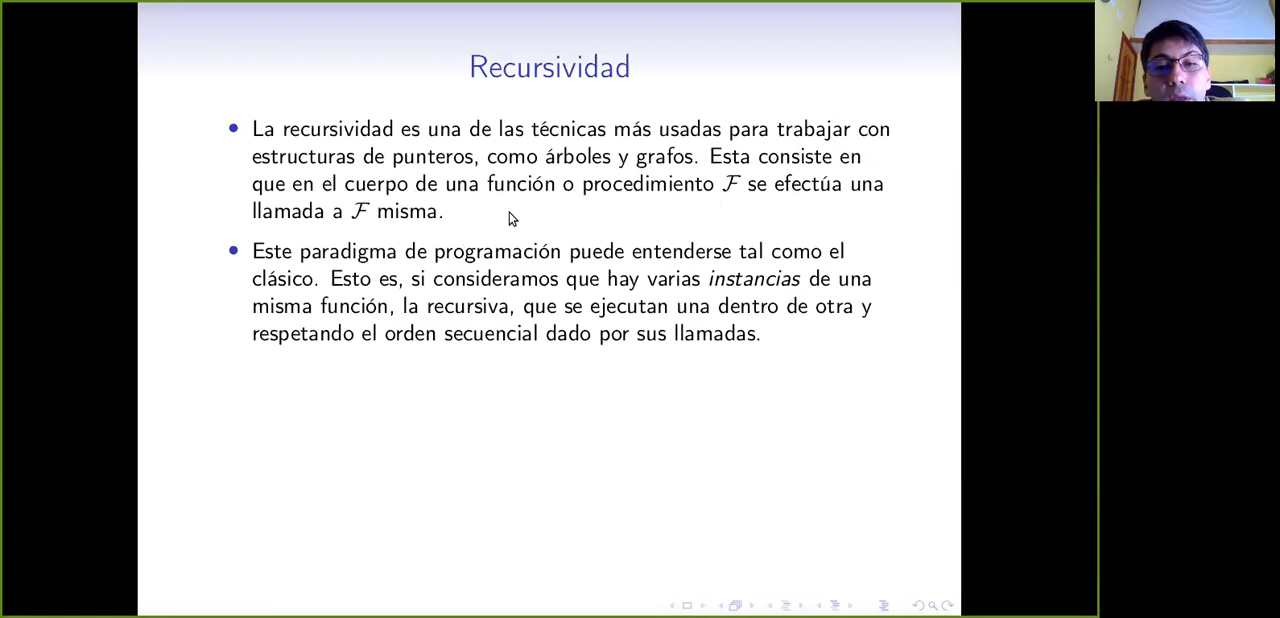 Recursividad
La recursividad es una de las técnicas más usadas para trabajar con
estructuras de punteros, como árboles y grafos. Esta consiste en
que en el cuerpo de una función o procedimiento ℱ se efectúa una
llamada a ℱ misma.
Este paradigma de programación puede entenderse tal como el
clásico. Esto es, si consideramos que hay varias instancias de una
misma función, la recursiva, que se ejecutan una dentro de otra y
respetando el orden secuencial dado por sus llamadas.